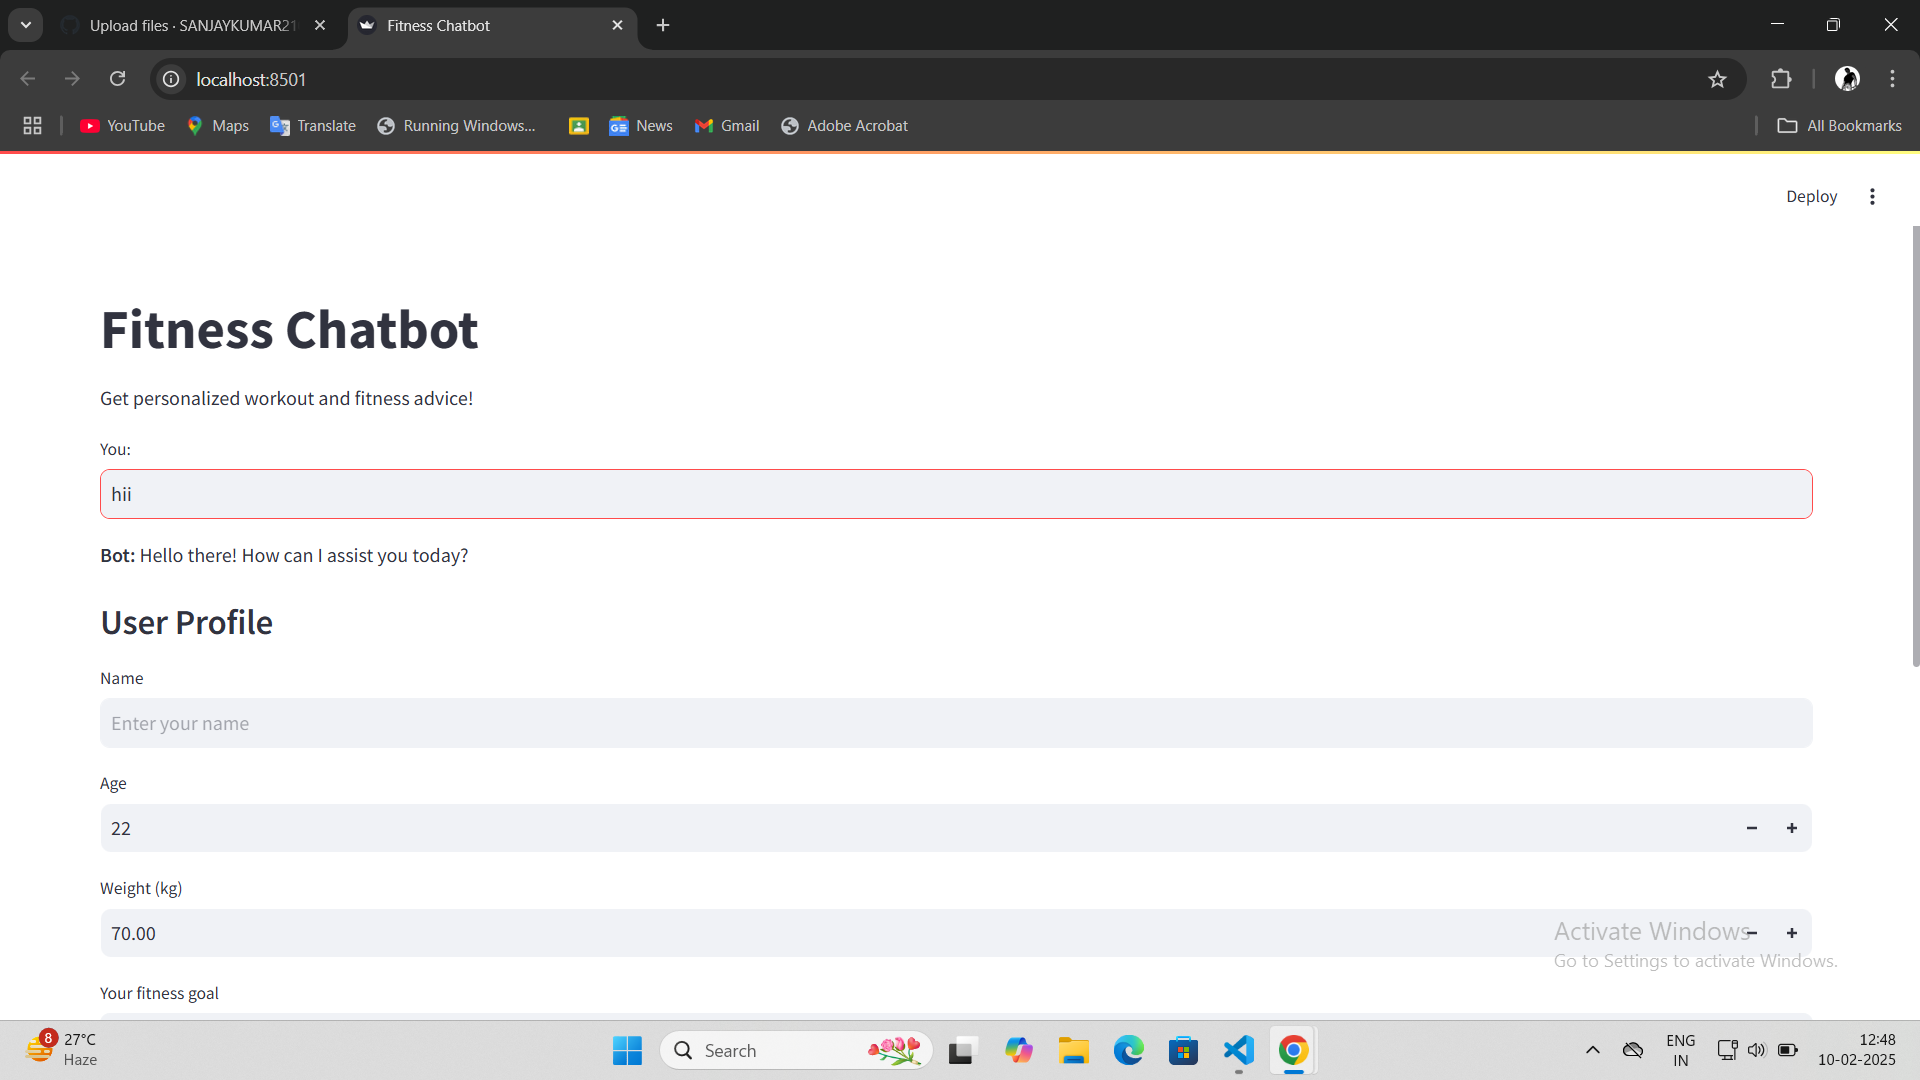 Upload files · SANJAYKUMAR21
Fitness Chatbot
localhost:8501
YouTube
Maps
Translate
Running Windows...
News
Gmail
Adobe Acrobat
All Bookmarks
Deploy
Fitness Chatbot
Get personalized workout and fitness advice!
You:
hii
Bot: Hello there! How can I assist you today?
User Profile
Name
Enter your name
Age
22
Weight (kg)
70.00
Activate Windows
Go to Settings to activate Windows.
Your fitness goal
8
27°C
Haze
Search
ENG
IN
12:48
10-02-2025